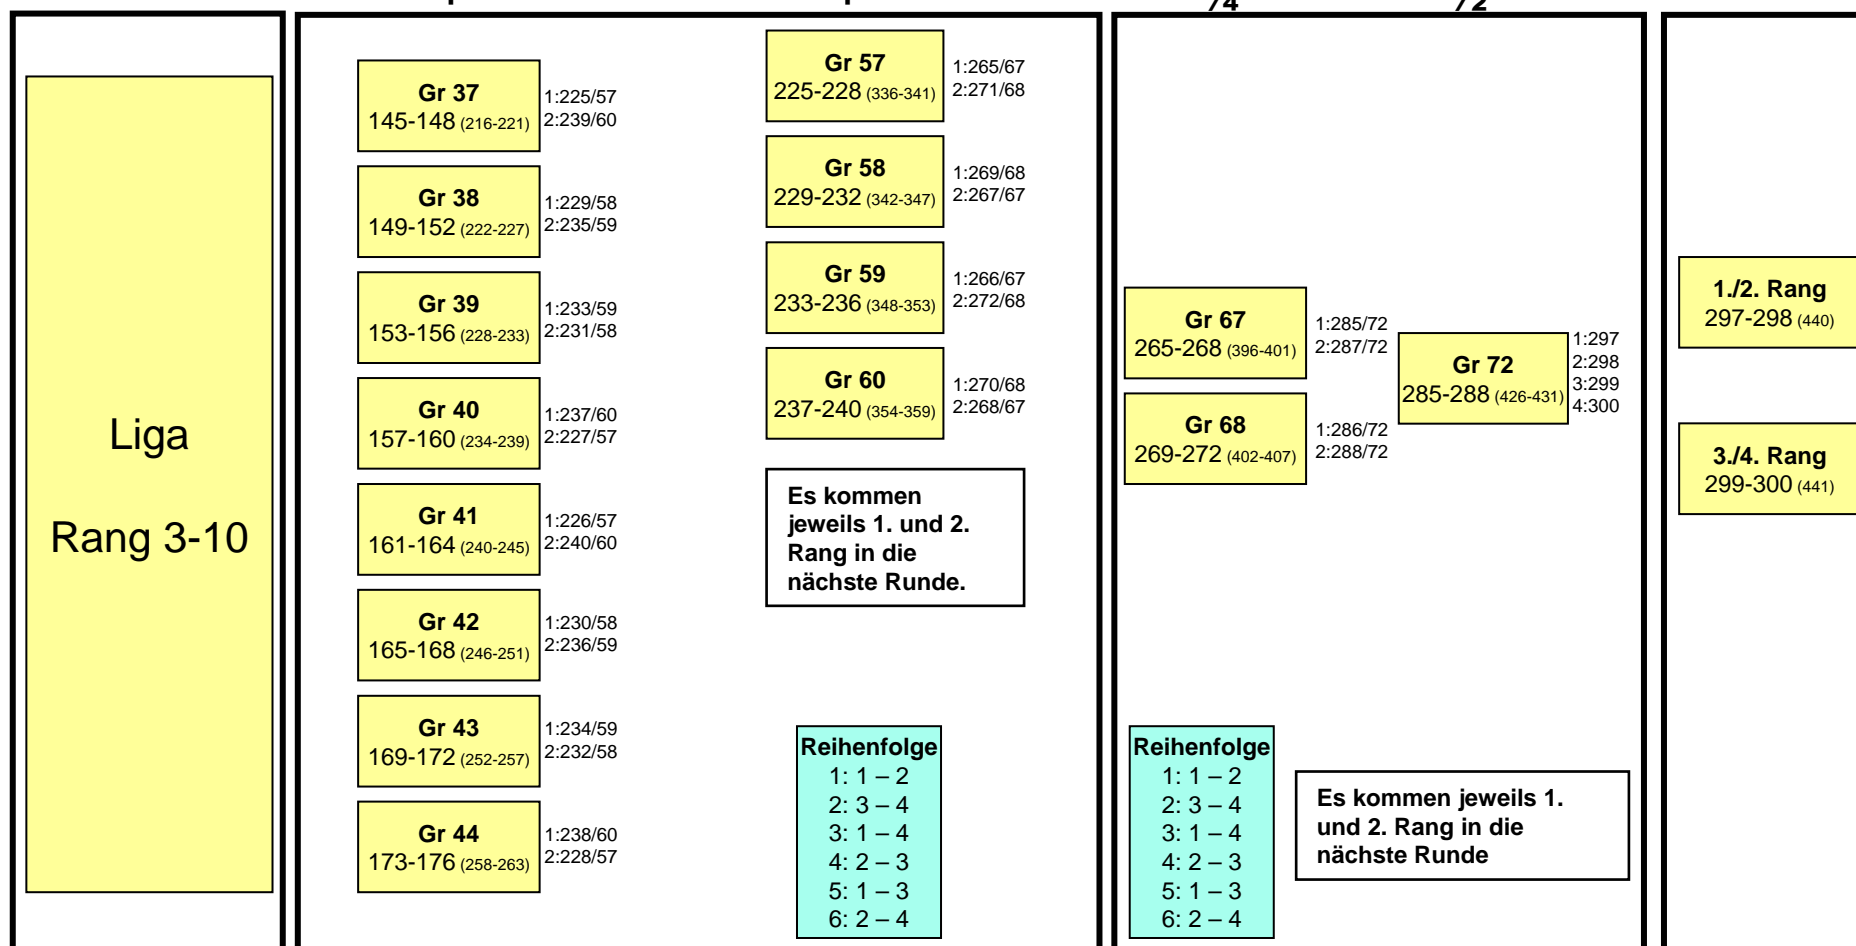 Liga
Rang 3-10
Gr 37
145-148 (216-221)
1:225/57
2:239/60
Gr 38
149-152 (222-227)
1:229/58
2:235/59
Gr 39
153-156 (228-233)
1:233/59
2:231/58
Gr 40
157-160 (234-239)
1:237/60
2:227/57
Gr 41
161-164 (240-245)
1:226/57
2:240/60
Gr 42
165-168 (246-251)
1:230/58
2:236/59
Gr 43
169-172 (252-257)
1:234/59
2:232/58
Gr 44
173-176 (258-263)
1:238/60
2:228/57
Gr 57
225-228 (336-341)
1:265/67
2:271/68
Gr 58
229-232 (342-347)
1:269/68
2:267/67
Gr 59
233-236 (348-353)
1:266/67
2:272/68
Gr 60
237-240 (354-359)
1:270/68
2:268/67
Es kommen
jeweils 1. und 2.
Rang in die
nächste Runde.
Reihenfolge
1: 1 – 2
2: 3 – 4
3: 1 – 4
4: 2 – 3
5: 1 – 3
6: 2 – 4
Gr 67
265-268 (396-401)
1:285/72
2:287/72
Gr 68
269-272 (402-407)
1:286/72
2:288/72
Gr 72
285-288 (426-431)
1:297
2:298
3:299
4:300
Reihenfolge
1: 1 – 2
2: 3 – 4
3: 1 – 4
4: 2 – 3
5: 1 – 3
6: 2 – 4
Es kommen jeweils 1.
und 2. Rang in die
nächste Runde
1./2. Rang
297-298 (440)
3./4. Rang
299-300 (441)